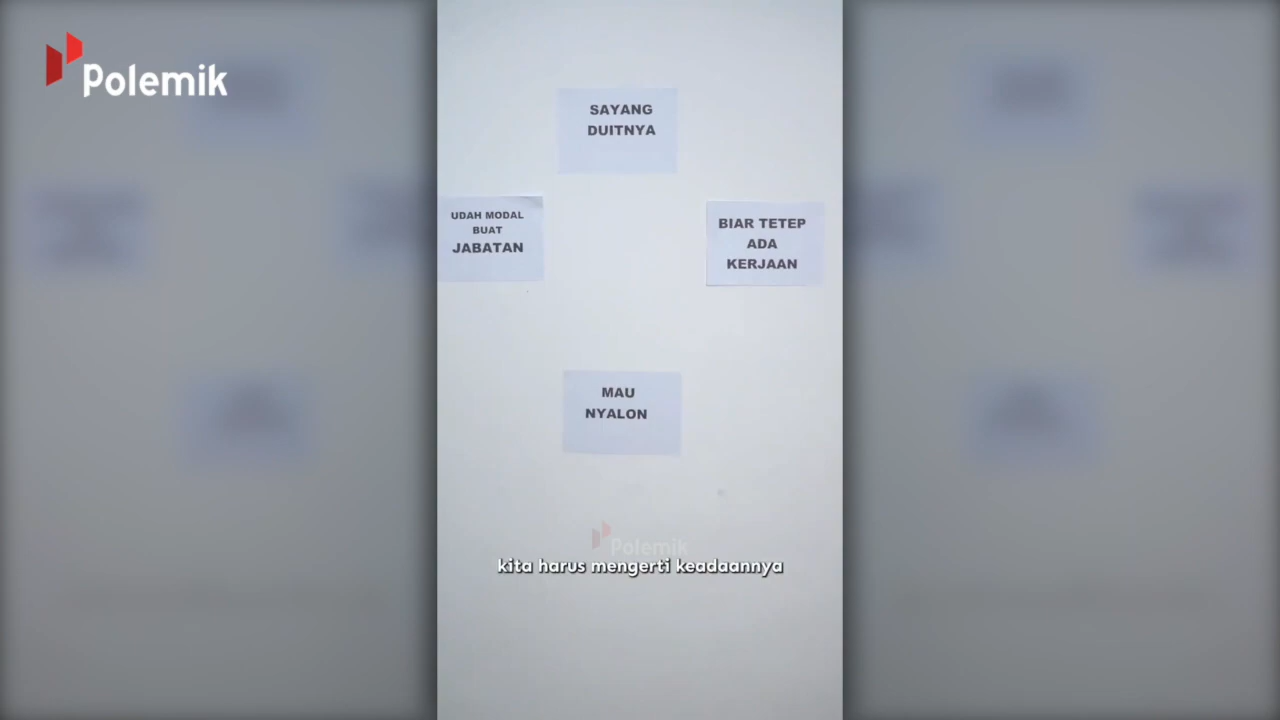 Polemik
SAYANG
DUITNYA
UDAH MODAL
BUAT
JABATAN
BIAR TETEP
ADA
KERJAAN
MAU
NYALON
Polemik
kita harus mengerti keadaannya